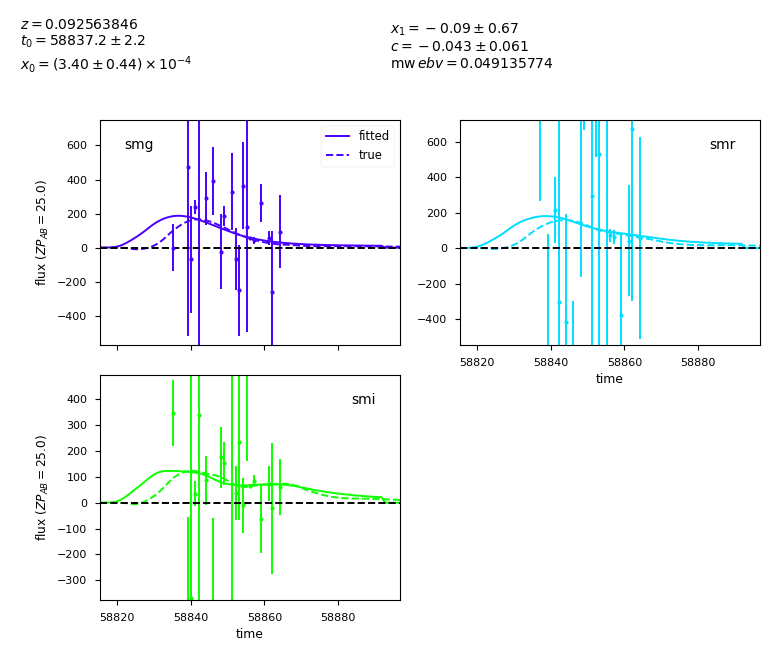 z = 0.092563846
t₀ = 58837.2 ± 2.2
x₀ = (3.40 ± 0.44) × 10⁻⁴
x₁ = −0.09 ± 0.67
c = −0.043 ± 0.061
mw ebv = 0.049135774
smg
fitted
true
600
400
200
0
−200
−400
flux (ZP_AB = 25.0)
smr
600
400
200
0
−200
−400
58820 58840 58860 58880
time
smi
400
300
200
100
0
−100
−200
−300
flux (ZP_AB = 25.0)
58820 58840 58860 58880
time